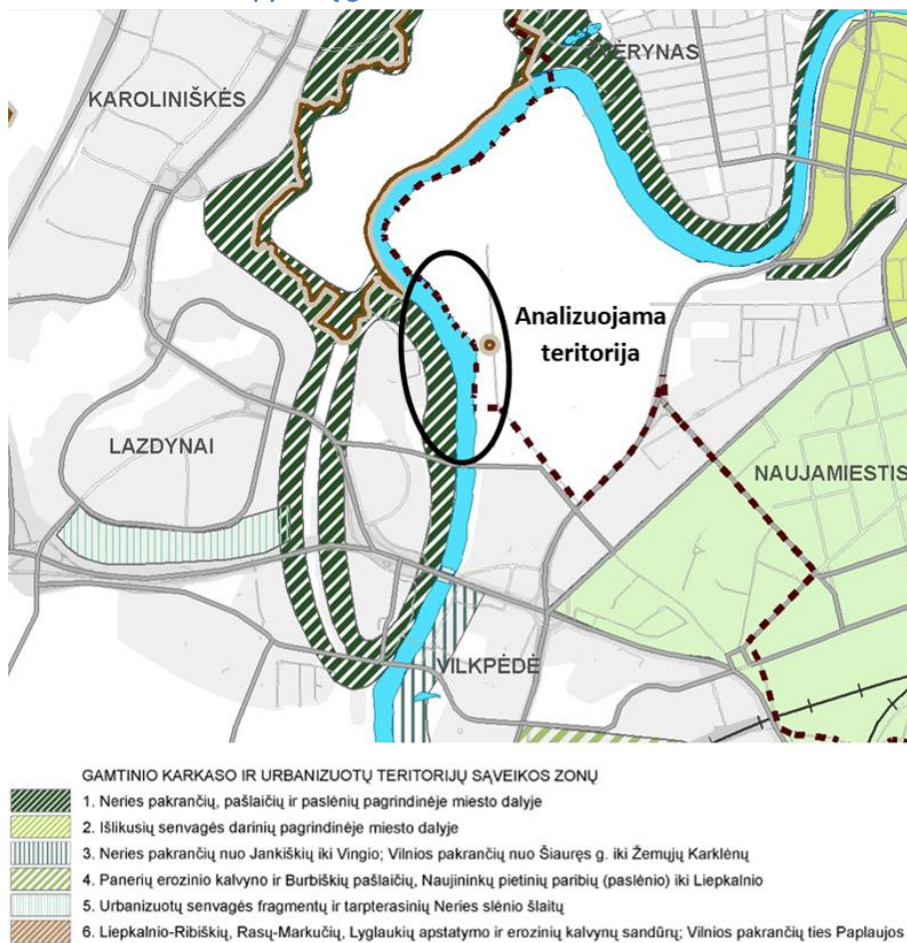 ŽVĖRYNAS
KAROLINIŠKĖS
Analizuojama
teritorija
LAZDYNAI
NAUJAMIESTIS
VILKPĖDĖ
GAMTINIO KARKASO IR URBANIZUOTŲ TERITORIJŲ SĄVEIKOS ZONŲ
1. Neries pakrančių, pašlaičių ir paslėnių pagrindinėje miesto dalyje
2. Išlikusių senvagės darinių pagrindinėje miesto dalyje
3. Neries pakrančių nuo Jankiškių iki Vingio; Vilnios pakrančių nuo Šiaurės g. iki Žemųjų Karklėnų
4. Panerių erozinio kalvyno ir Burbiškių pašlaičių, Naujininkų pietinių paribių (paslėnio) iki Liepkalnio
5. Urbanizuotų senvagės fragmentų ir tarpterasinių Neries slėnio šlaitų
6. Liepkalnio-Ribiškių, Rasų-Markučių, Lyglaukių apstatymo ir erozinių kalvynų sandūrų; Vilnios pakrančių ties Paplaujos